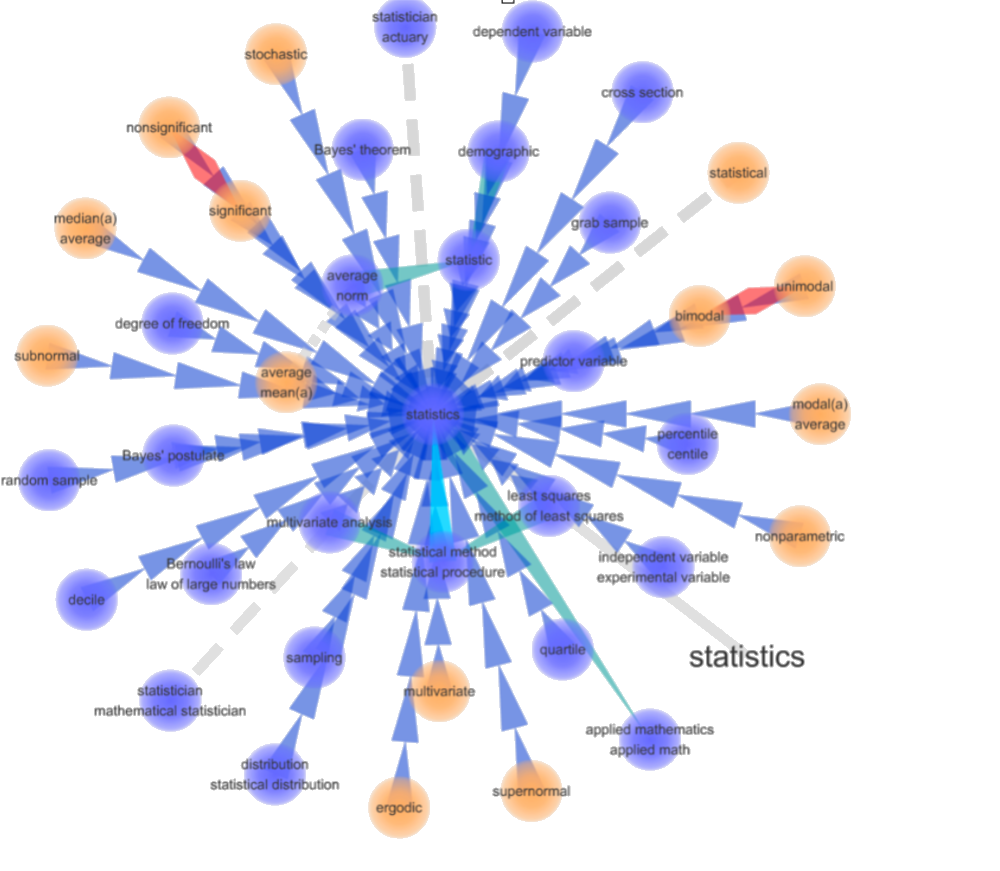 statistician
actuary
dependent variable
stochastic
cross section
nonsignificant
Bayes' theorem
demographic
statistical
significant
median(a)
average
grab sample
statistic
average
norm
unimodal
bimodal
degree of freedom
subnormal
predictor variable
average
mean(a)
statistics
modal(a)
average
percentile
centile
Bayes' postulate
random sample
least squares
method of least squares
multivariate analysis
nonparametric
statistical method
statistical procedure
independent variable
experimental variable
Bernoulli's law
law of large numbers
decile
quartile
statistics
sampling
statistician
mathematical statistician
multivariate
applied mathematics
applied math
distribution
statistical distribution
supernormal
ergodic